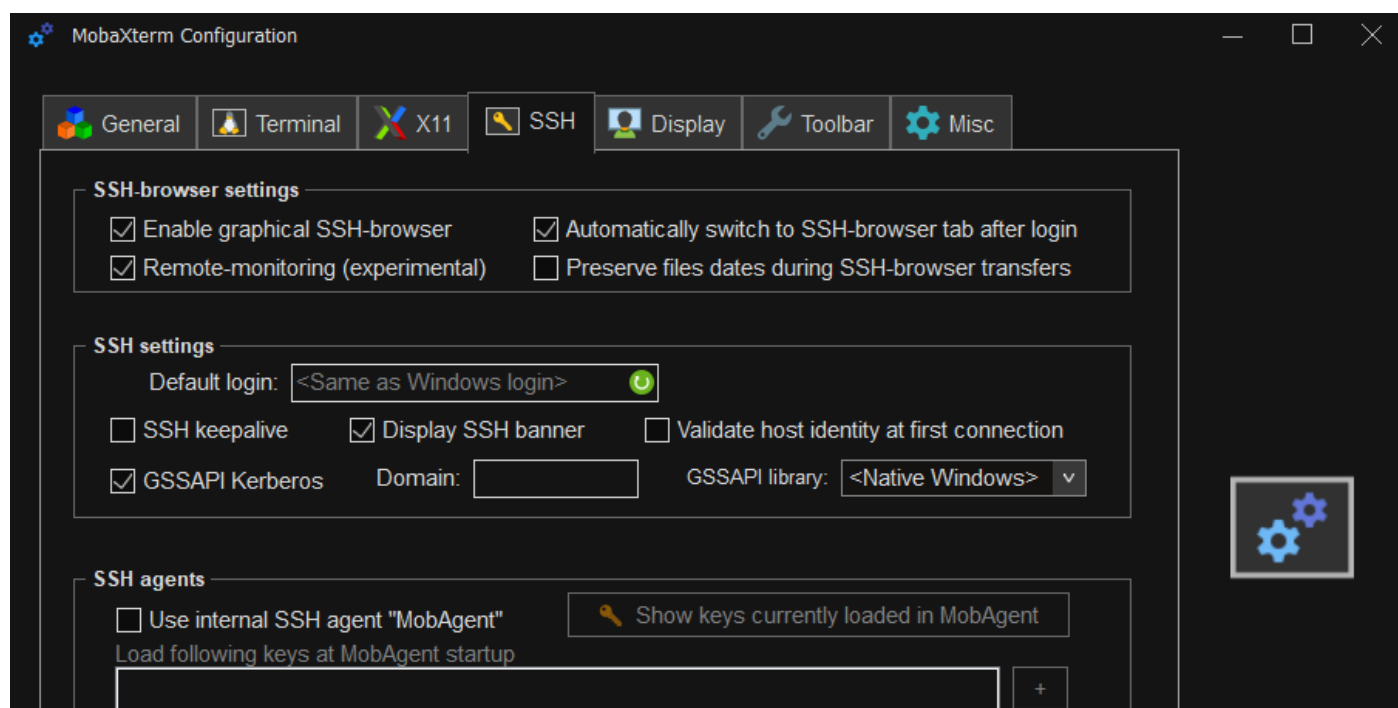 MobaXterm Configuration
General Terminal X11 SSH Display Toolbar Misc
SSH-browser settings
Enable graphical SSH-browser Automatically switch to SSH-browser tab after login
Remote-monitoring (experimental) Preserve files dates during SSH-browser transfers
SSH settings
Default login: <Same as Windows login>
SSH keepalive Display SSH banner Validate host identity at first connection
GSSAPI Kerberos Domain: GSSAPI library: <Native Windows>
SSH agents
Use internal SSH agent "MobAgent" Show keys currently loaded in MobAgent
Load following keys at MobAgent startup
+